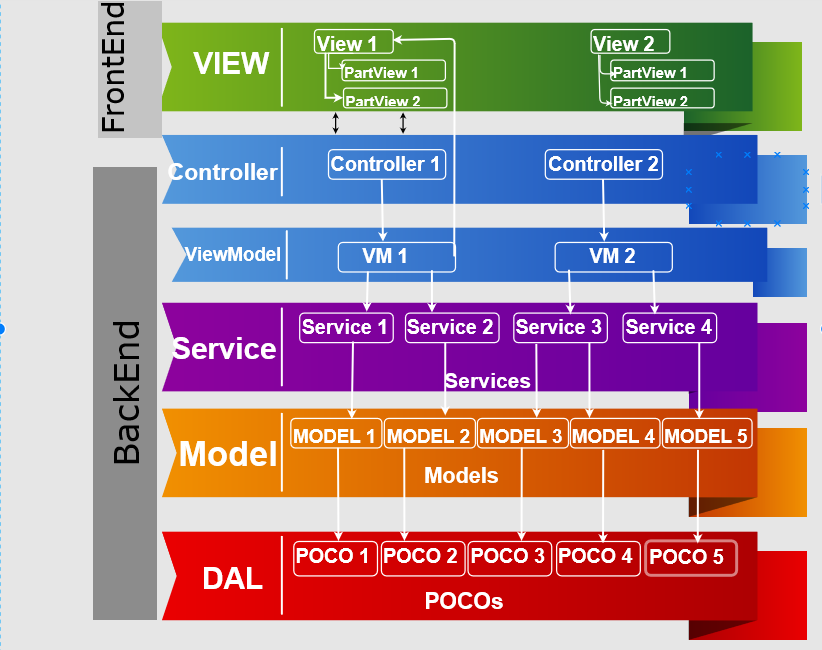 FrontEnd
VIEW
View 1
PartView 1
PartView 2
View 2
PartView 1
PartView 2
BackEnd
Controller
Controller 1
Controller 2
ViewModel
VM 1
VM 2
Service
Service 1
Service 2
Service 3
Service 4
Services
Model
MODEL 1
MODEL 2
MODEL 3
MODEL 4
MODEL 5
Models
DAL
POCO 1
POCO 2
POCO 3
POCO 4
POCO 5
POCOs